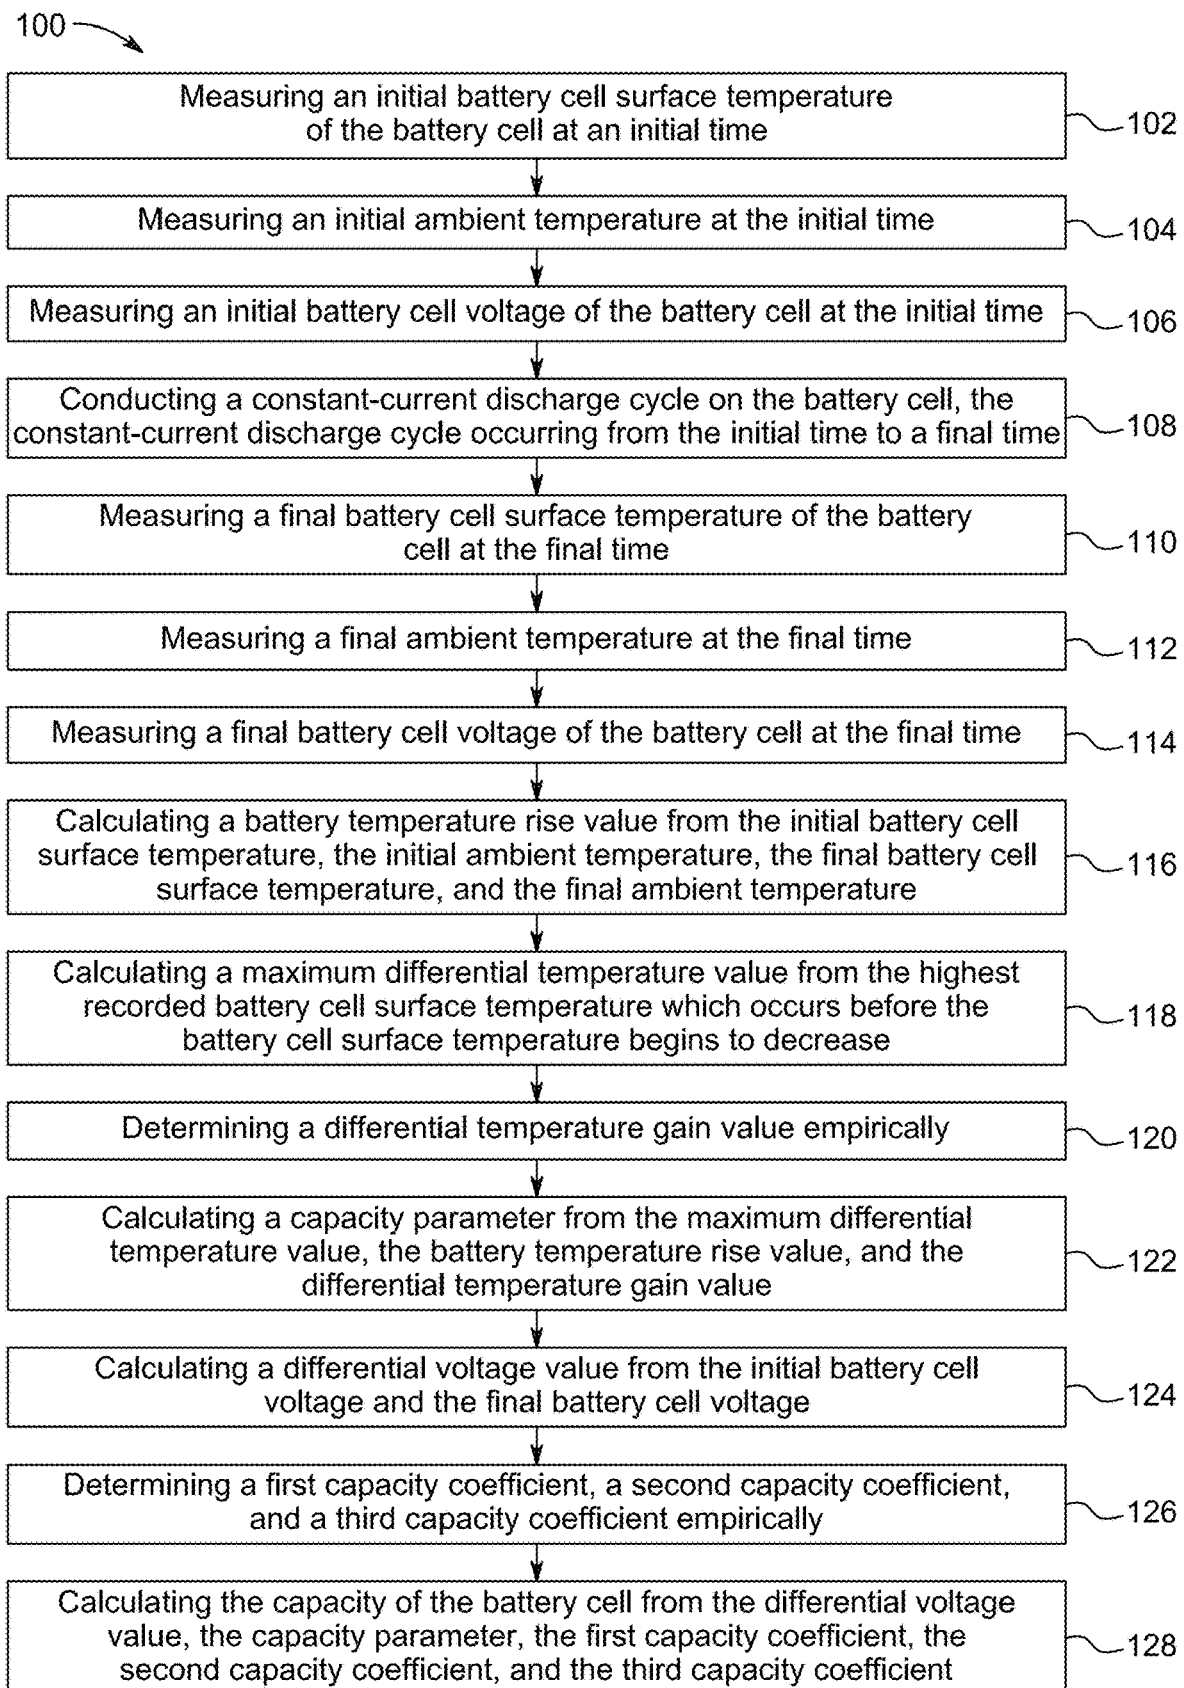 100
Measuring an initial battery cell surface temperature
of the battery cell at an initial time
102
Measuring an initial ambient temperature at the initial time
104
Measuring an initial battery cell voltage of the battery cell at the initial time
106
Conducting a constant-current discharge cycle on the battery cell, the
constant-current discharge cycle occurring from the initial time to a final time
108
Measuring a final battery cell surface temperature of the battery
cell at the final time
110
Measuring a final ambient temperature at the final time
112
Measuring a final battery cell voltage of the battery cell at the final time
114
Calculating a battery temperature rise value from the initial battery cell
surface temperature, the initial ambient temperature, the final battery cell
surface temperature, and the final ambient temperature
116
Calculating a maximum differential temperature value from the highest
recorded battery cell surface temperature which occurs before the
battery cell surface temperature begins to decrease
118
Determining a differential temperature gain value empirically
120
Calculating a capacity parameter from the maximum differential
temperature value, the battery temperature rise value, and the
differential temperature gain value
122
Calculating a differential voltage value from the initial battery cell
voltage and the final battery cell voltage
124
Determining a first capacity coefficient, a second capacity coefficient,
and a third capacity coefficient empirically
126
Calculating the capacity of the battery cell from the differential voltage
value, the capacity parameter, the first capacity coefficient, the
second capacity coefficient, and the third capacity coefficient
128